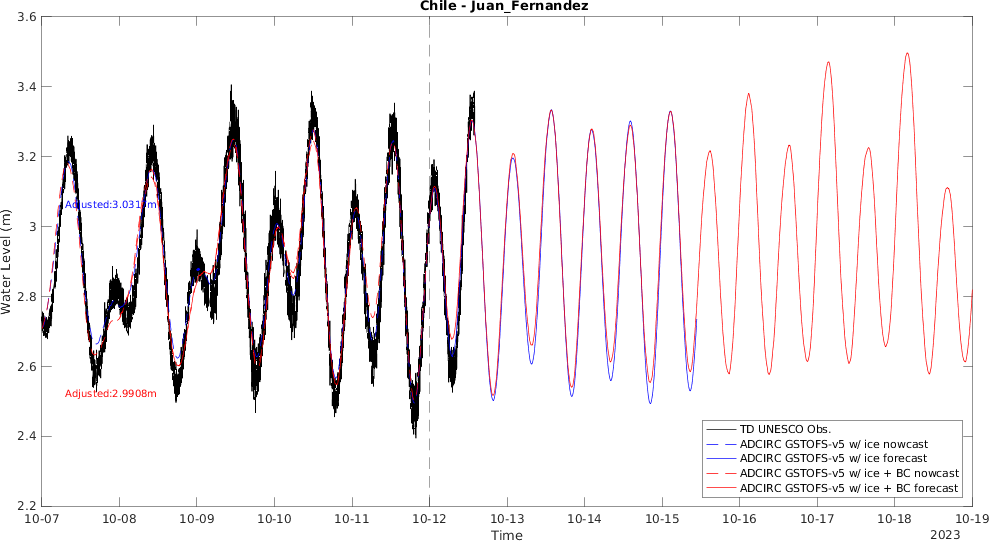 Chile - Juan_Fernandez
3.6
3.4
3.2
3
2.8
2.6
2.4
2.2
Water Level (m)
Adjusted:3.031 m
Adjusted:2.9908m
TD UNESCO Obs.
ADCIRC GSTOFS-v5 w/ ice nowcast
ADCIRC GSTOFS-v5 w/ ice forecast
ADCIRC GSTOFS-v5 w/ ice + BC nowcast
ADCIRC GSTOFS-v5 w/ ice + BC forecast
10-07 10-08 10-09 10-10 10-11 10-12 10-13 10-14 10-15 10-16 10-17 10-18 10-19
Time
2023